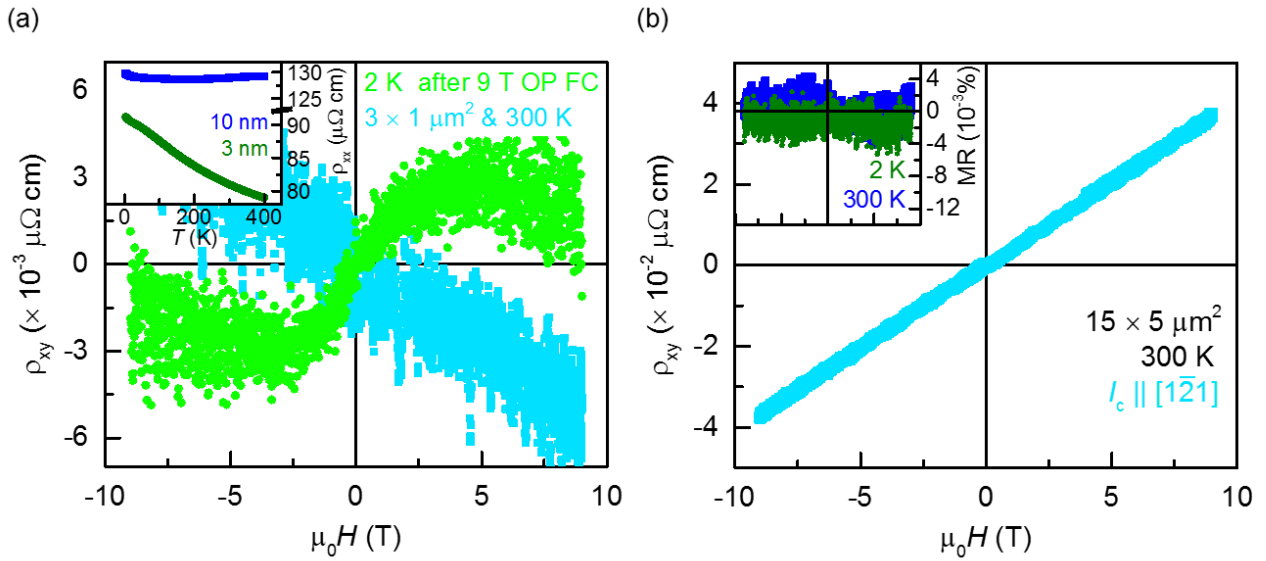 (a)
(b)
6
3
0
-3
-6
ρxy (× 10-3 μΩ cm)
-10
-5
0
5
10
μ0H (T)
2 K after 9 T OP FC
3 × 1 μm2 & 300 K
10 nm
3 nm
130
125
90
85
80
ρxx (μΩ cm)
0
200
400
T (K)
4
2
0
-2
-4
ρxy (× 10-2 μΩ cm)
-10
-5
0
5
10
μ0H (T)
4
0
-4
-8
-12
MR (10-3%)
2 K
300 K
15 × 5 μm2
300 K
Ic || [12̄1]